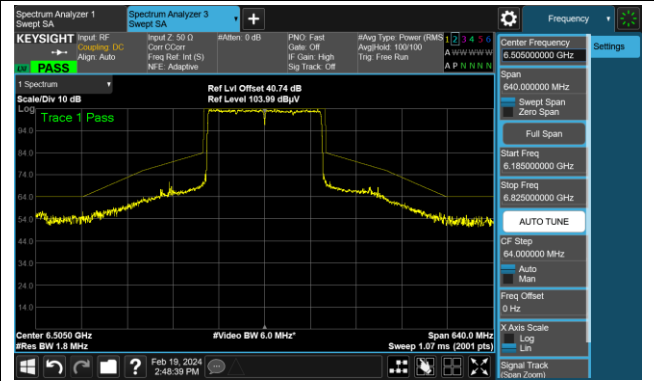 Spectrum Analyzer 1
Swept SA
Spectrum Analyzer 3
Swept SA
Frequency
KEYSIGHT
Input: RF
Coupling: DC
Align: Auto
Input Z: 50 Ω
Corr CCorr
Freq Ref: Int (S)
NFE: Adaptive
#Atten: 0 dB
PNO: Fast
Gate: Off
IF Gain: High
Sig Track: Off
#Avg Type: Power (RMS
Avg|Hold: 100/100
Trig: Free Run
1 2 3 4 5 6
A W W W W W
A P N N N N
PASS
Center Frequency
6.505000000 GHz
Settings
Span
640.000000 MHz
Swept Span
Zero Span
Full Span
Start Freq
6.185000000 GHz
Stop Freq
6.825000000 GHz
AUTO TUNE
CF Step
64.000000 MHz
Auto
Man
Freq Offset
0 Hz
X Axis Scale
Log
Lin
Signal Track
(Span Zoom)
1 Spectrum
Scale/Div 10 dB
Ref Lvl Offset 40.74 dB
Ref Level 103.99 dBµV
Log
Trace 1 Pass
94.0
84.0
74.0
64.0
54.0
44.0
34.0
24.0
14.0
Center 6.5050 GHz
#Video BW 6.0 MHz*
Span 640.0 MHz
#Res BW 1.8 MHz
Sweep 1.07 ms (2001 pts)
?
Feb 19, 2024
2:48:39 PM